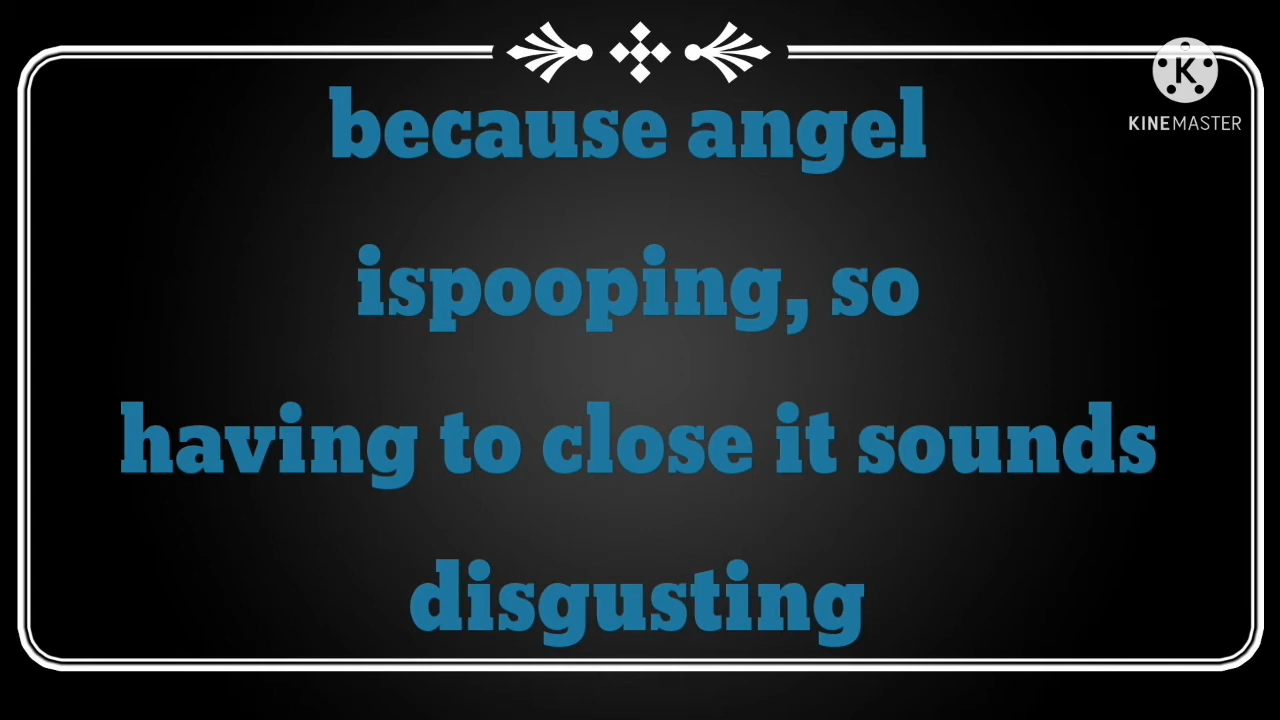 because angel
ispooping, so
having to close it sounds
disgusting
K
KINEMASTER